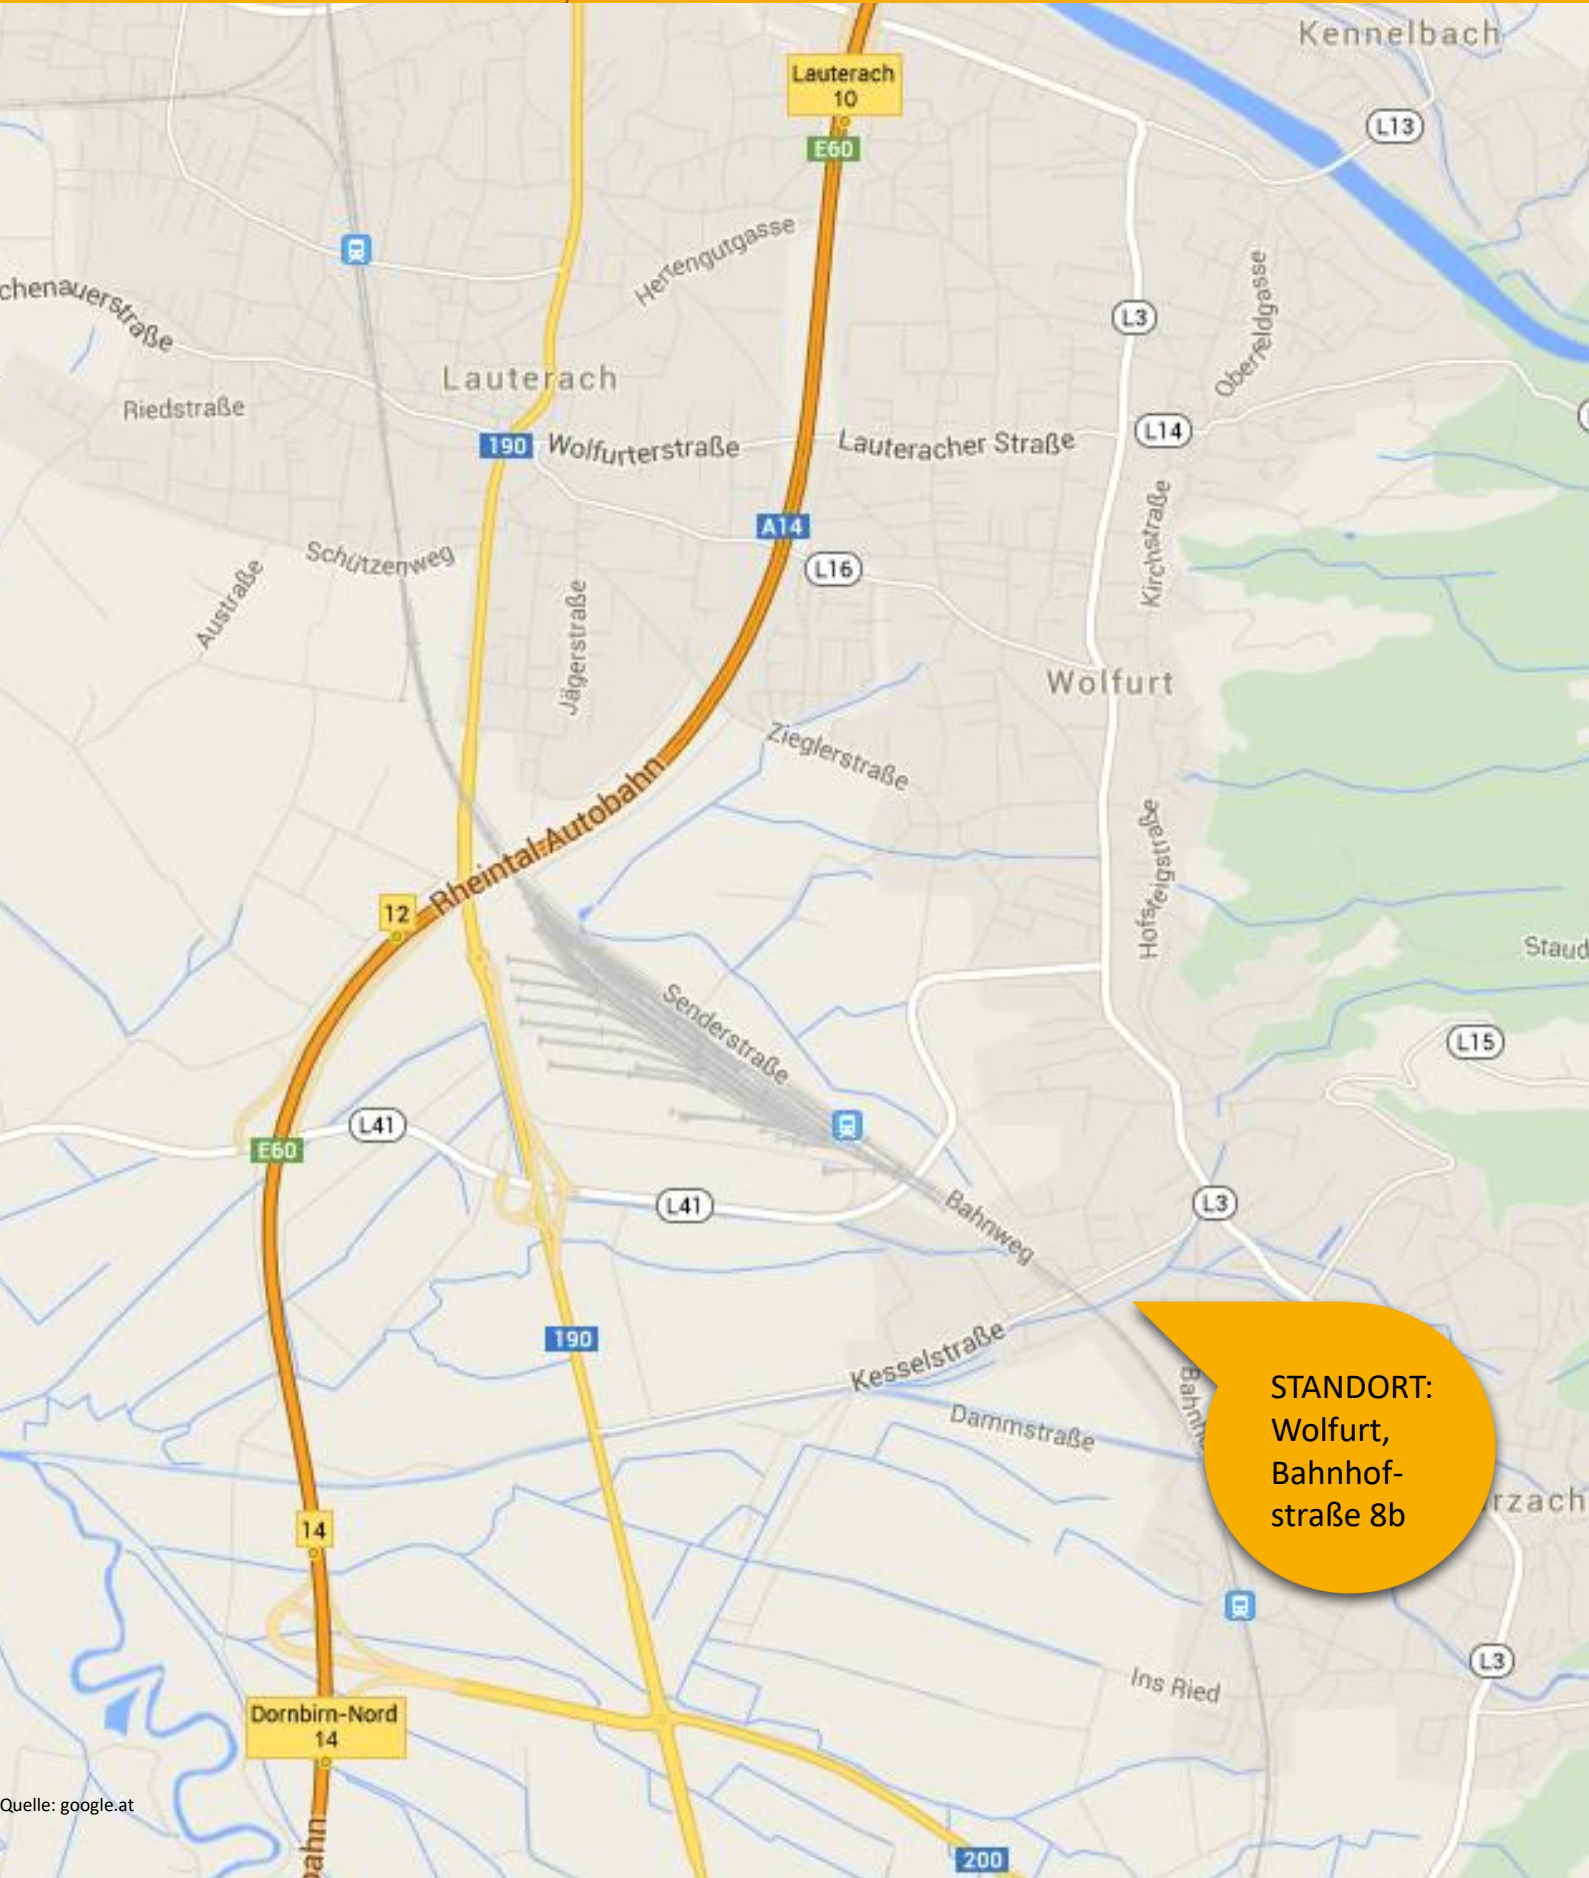 Kennelbach
Lauterach
10
E60
L13
Herrengutgasse
L3
Oberfeldgasse
Lauterach
Riedstraße
190
Wolfurterstraße
Lauteracher Straße
L14
A14
L16
Kirchstraße
Schützenweg
Austraße
Jägerstraße
Wolfurt
Zieglerstraße
Rheintal Autobahn
Hofsteigstraße
12
Staud
Senderstraße
L15
L41
E60
L41
L3
Bahnweg
190
Kesselstraße
Dammstraße
STANDORT:
Wolfurt,
Bahnhof-
straße 8b
rzach
14
L3
Ins Ried
Dornbirn-Nord
14
Quelle: google.at
200